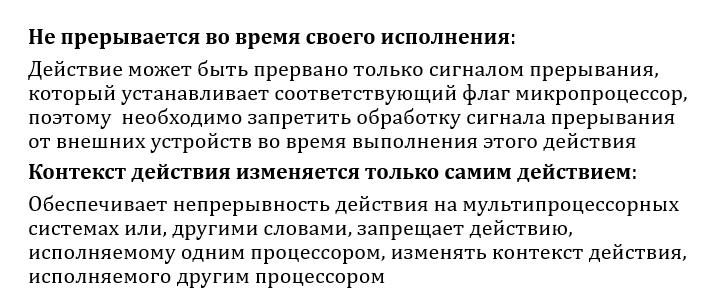 Не прерывается во время своего исполнения:
Действие может быть прервано только сигналом прерывания,
который устанавливает соответствующий флаг микропроцессор,
поэтому  необходимо запретить обработку сигнала прерывания
от внешних устройств во время выполнения этого действия
Контекст действия изменяется только самим действием:
Обеспечивает непрерывность действия на мультипроцессорных
системах или, другими словами, запрещает действию,
исполняемому одним процессором, изменять контекст действия,
исполняемого другим процессором